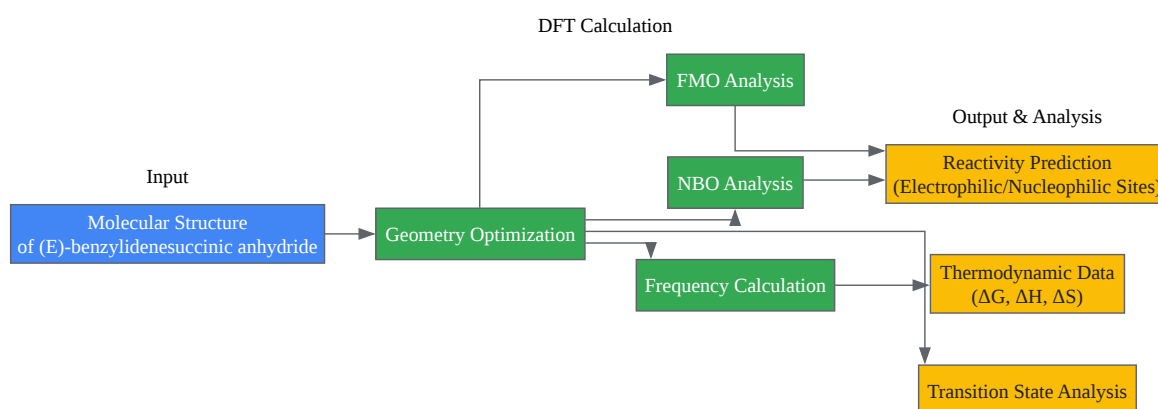 DFT Calculation
FMO Analysis
Output & Analysis
Reactivity Prediction
(Electrophilic/Nucleophilic Sites)
Input
NBO Analysis
Molecular Structure
of (E)-benzylidenesuccinic anhydride
Geometry Optimization
Frequency Calculation
Thermodynamic Data
(ΔG, ΔH, ΔS)
Transition State Analysis